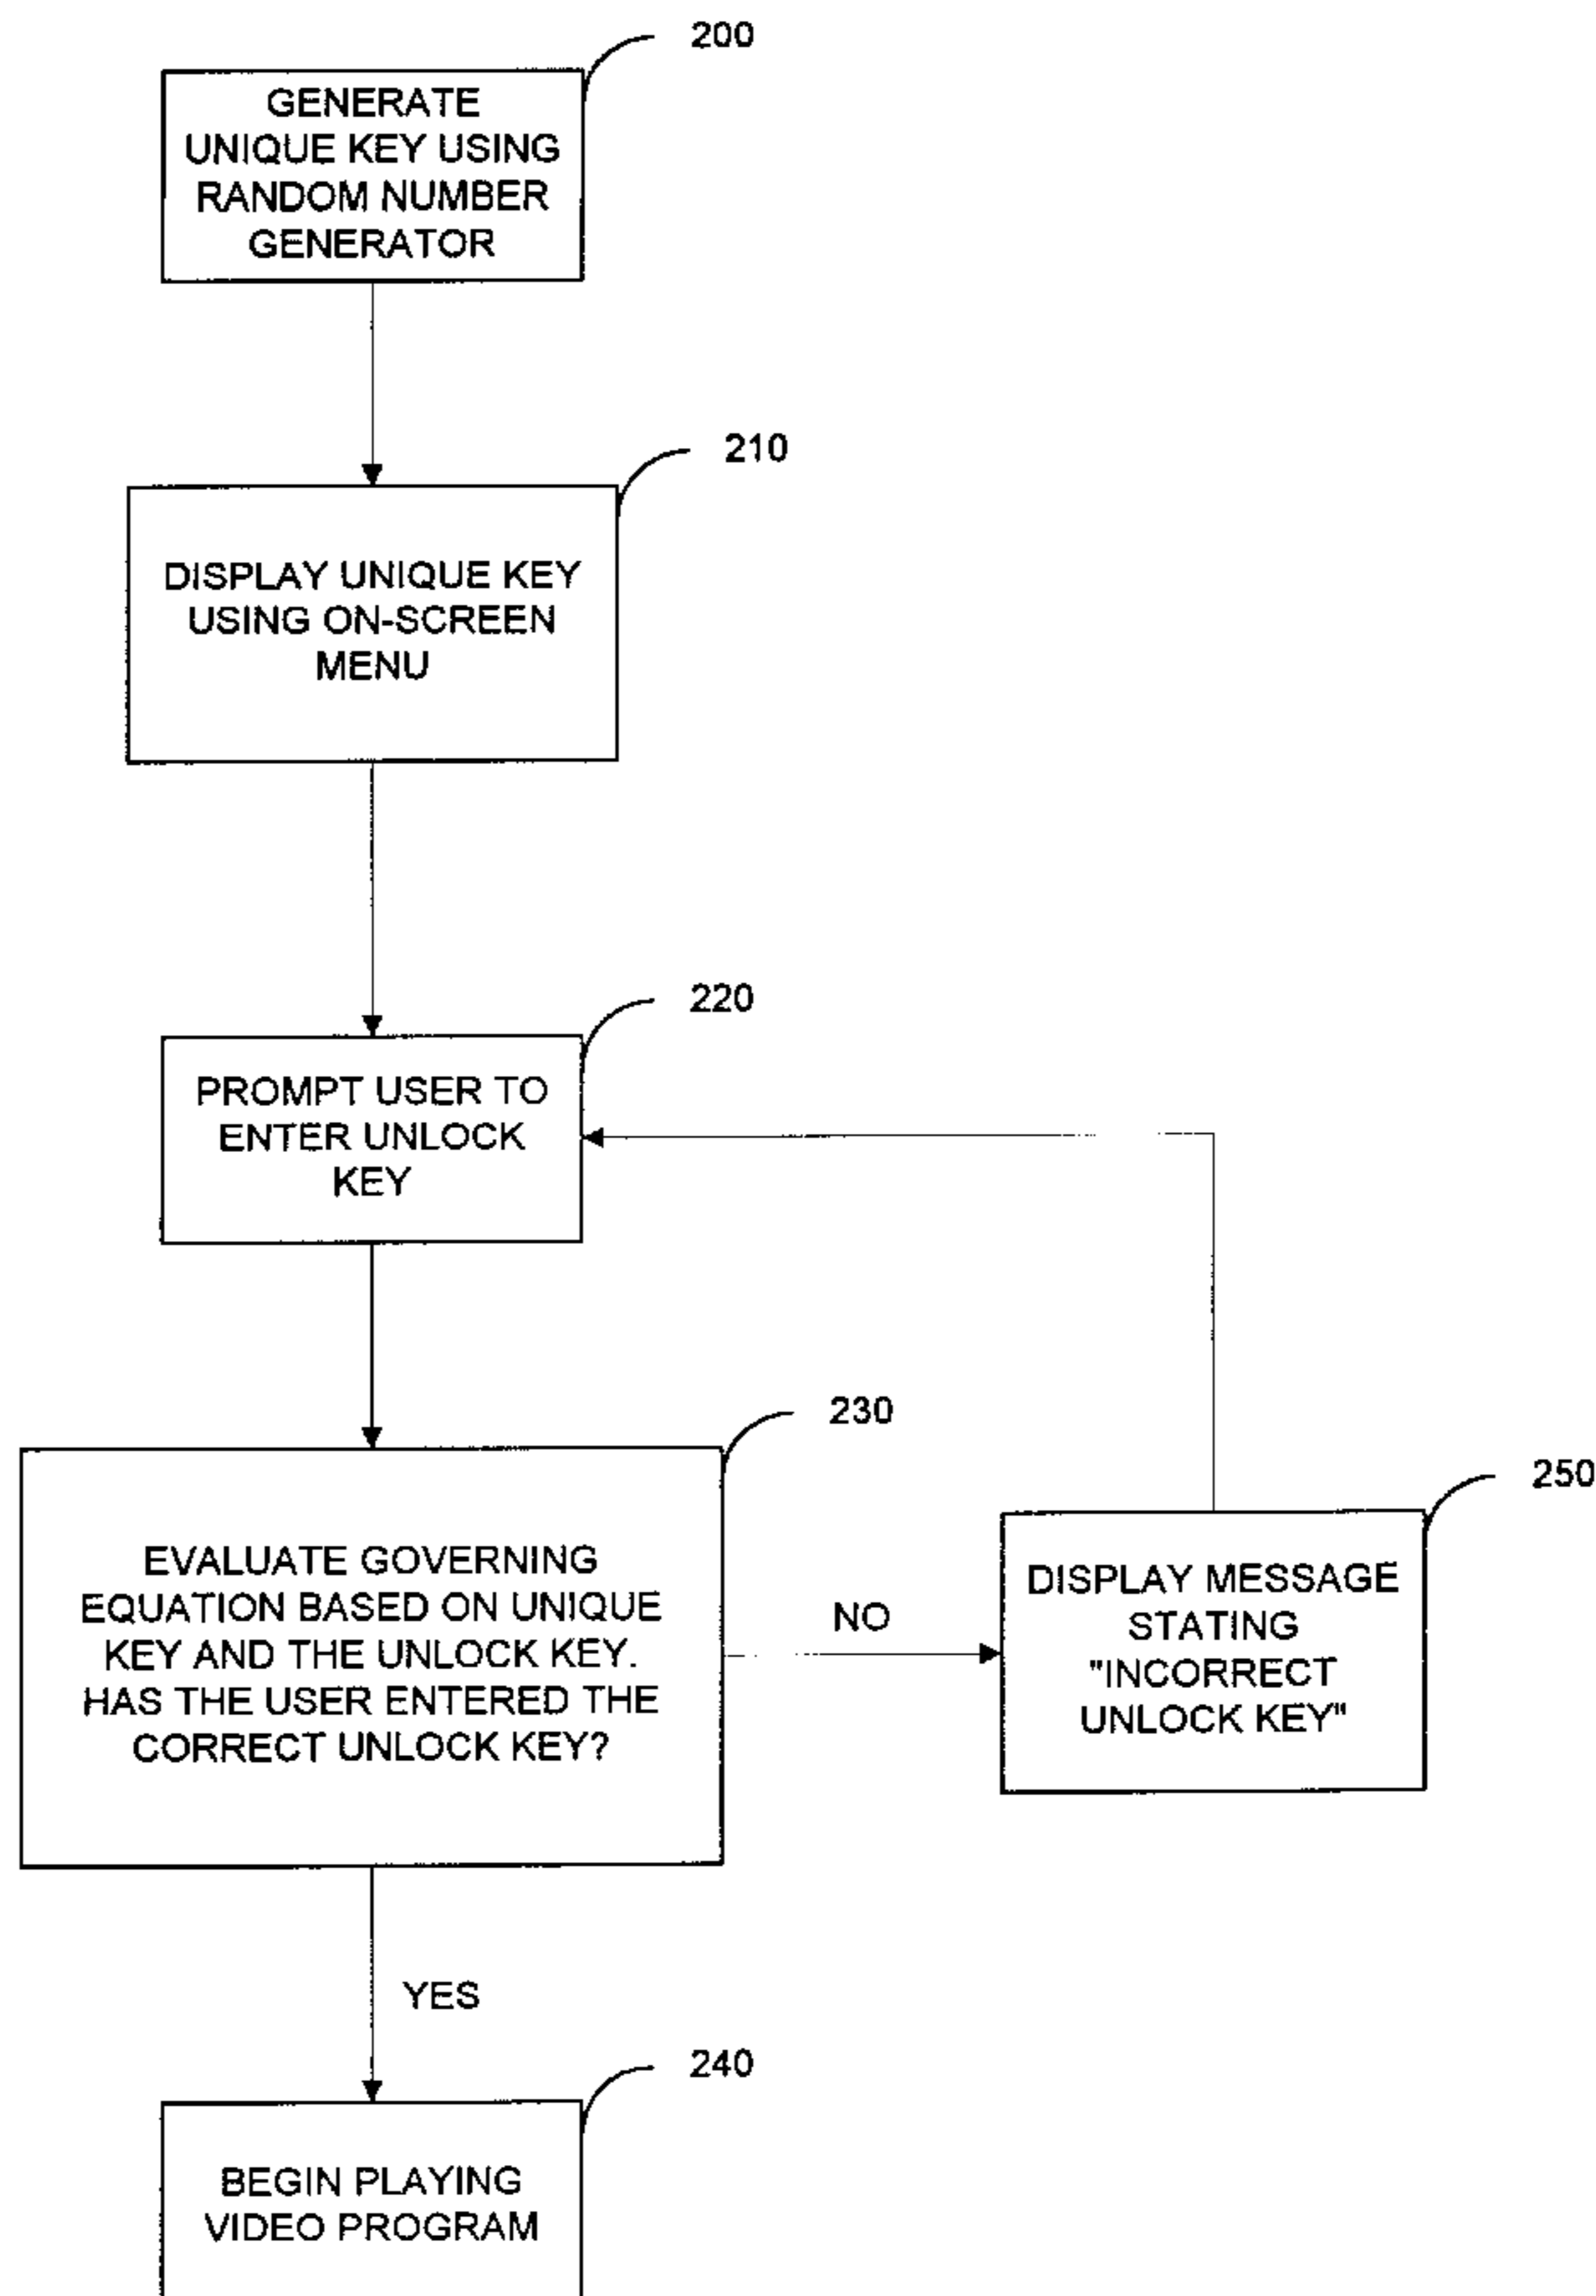 200
GENERATE
UNIQUE KEY USING
RANDOM NUMBER
GENERATOR
210
DISPLAY UNIQUE KEY
USING ON-SCREEN
MENU
220
PROMPT USER TO
ENTER UNLOCK
KEY
230
EVALUATE GOVERNING
EQUATION BASED ON UNIQUE
KEY AND THE UNLOCK KEY.
HAS THE USER ENTERED THE
CORRECT UNLOCK KEY?
NO
250
DISPLAY MESSAGE
STATING
"INCORRECT
UNLOCK KEY"
YES
240
BEGIN PLAYING
VIDEO PROGRAM